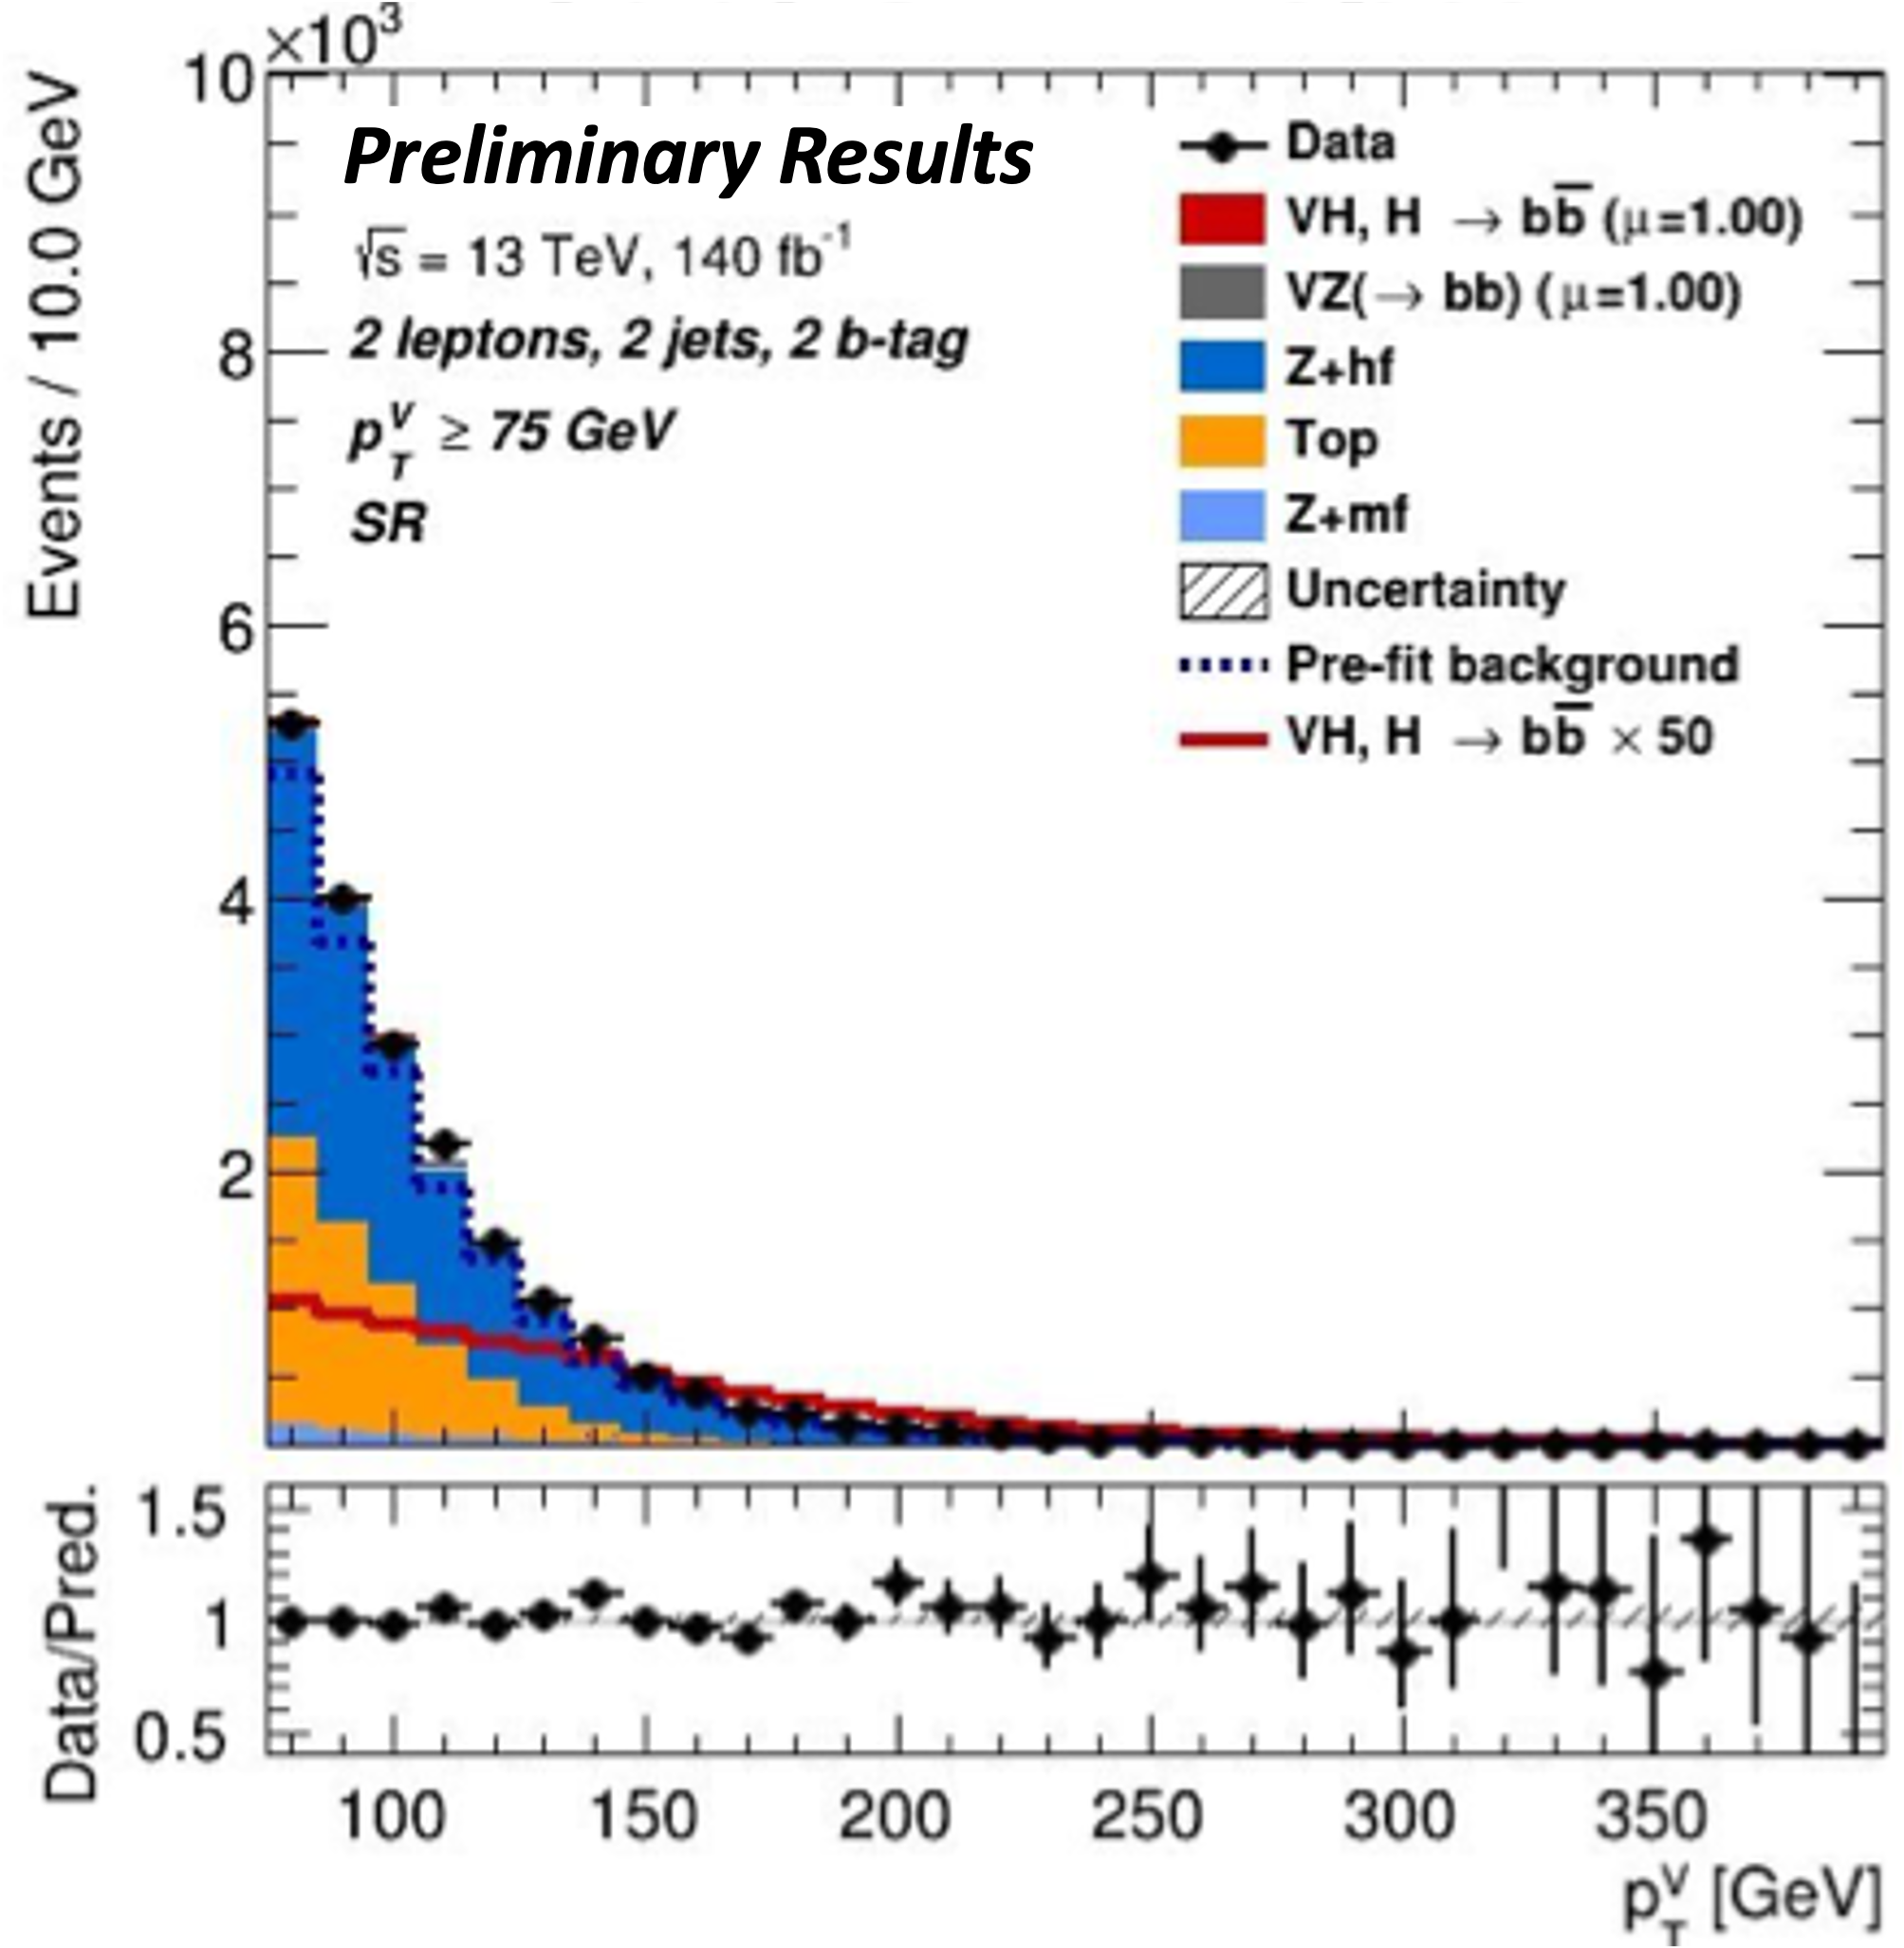 ×10³
Events / 10.0 GeV
10
8
6
4
2
Preliminary Results
√s = 13 TeV, 140 fb⁻¹
2 leptons, 2 jets, 2 b-tag
p_T^V ≥ 75 GeV
SR
Data
VH, H → bb̅ (μ=1.00)
VZ(→ bb) (μ=1.00)
Z+hf
Top
Z+mf
Uncertainty
Pre-fit background
VH, H → bb̅ × 50
Data/Pred.
1.5
1
0.5
100 150 200 250 300 350
p_T^V [GeV]